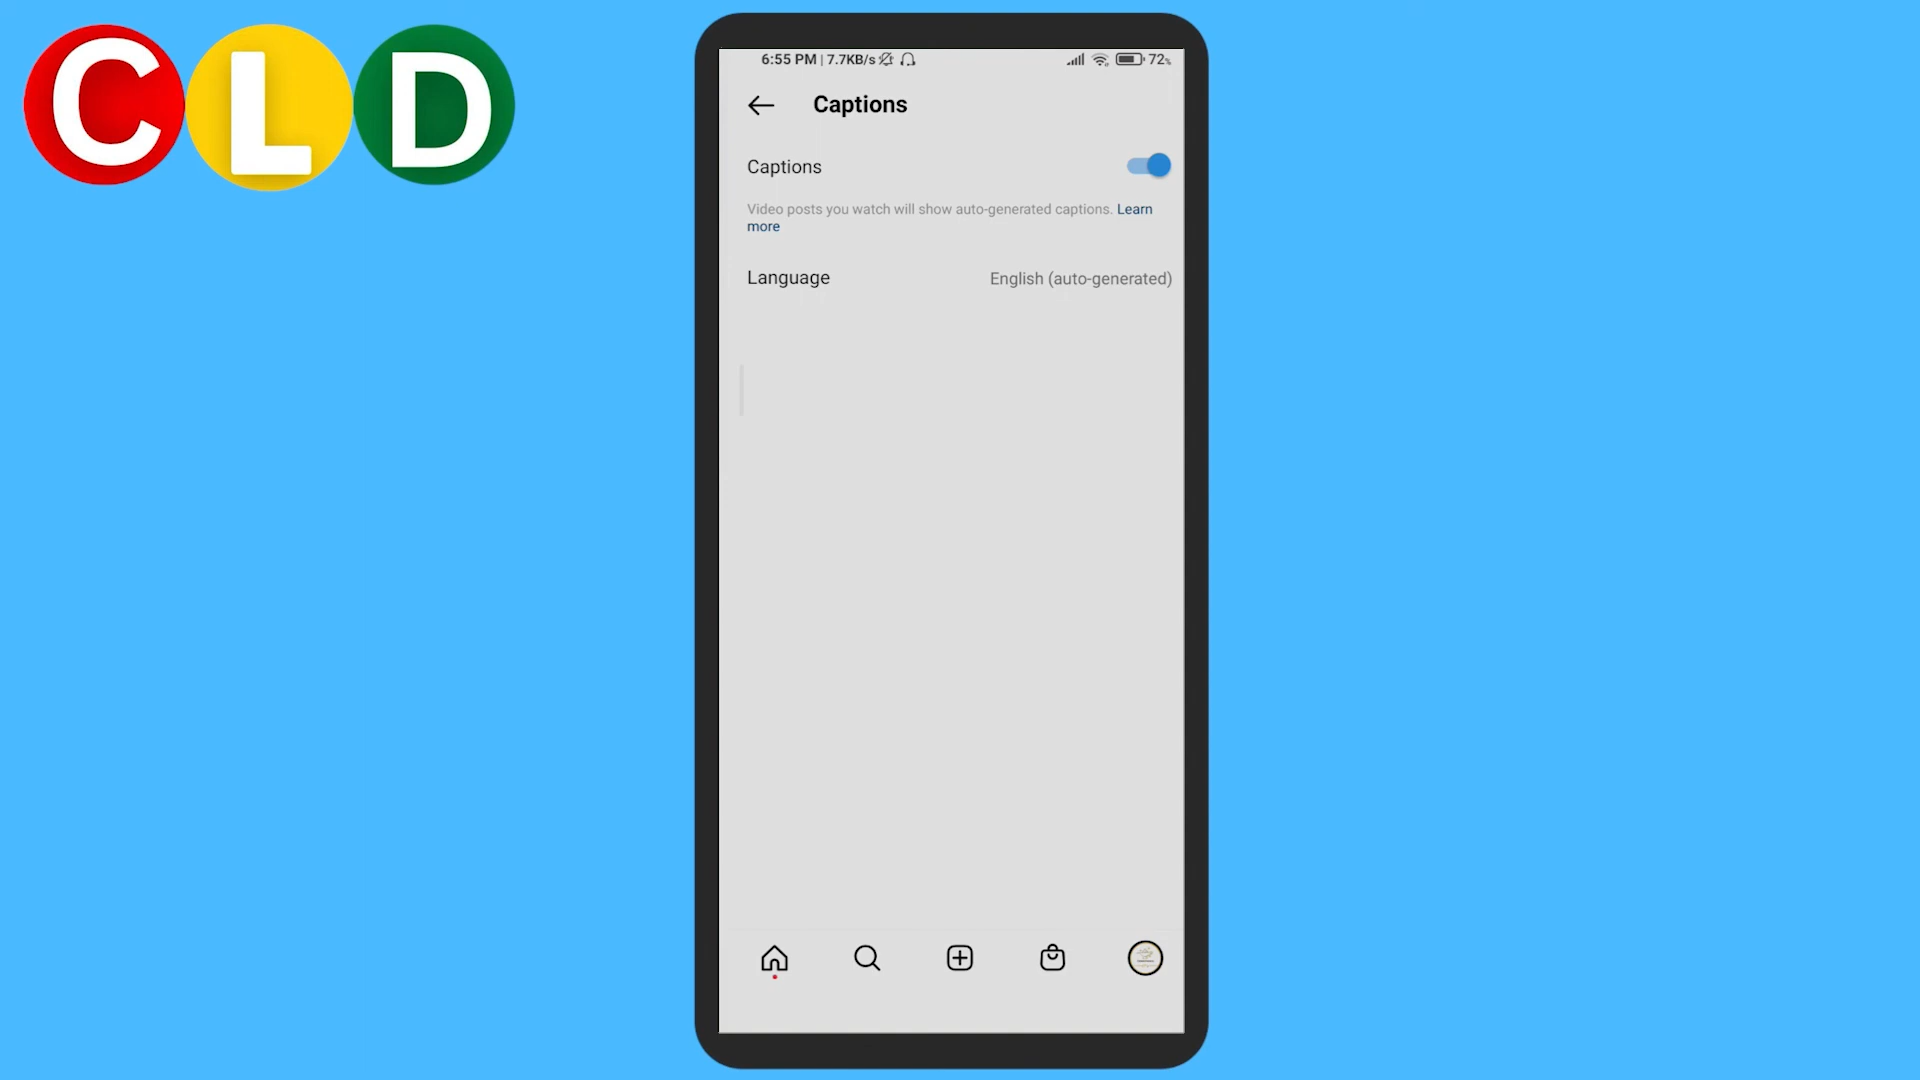 CLD
6:55 PM | 7.7KB/s 72%
Captions
Captions
Video posts you watch will show auto-generated captions. Learn
more
Language English (auto-generated)